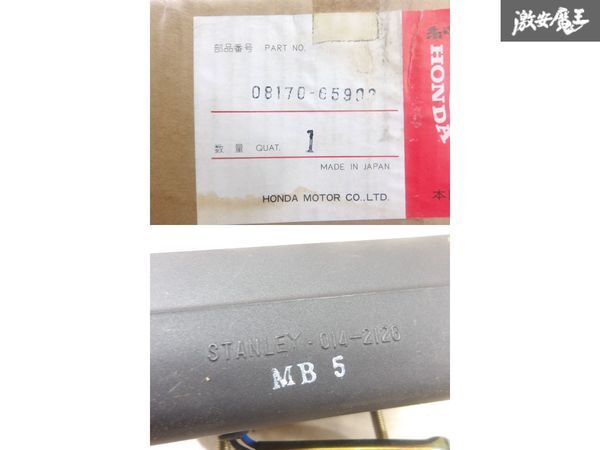 激安魔王
部品番号 PART NO.
08170-65900
数量 QUAT. 1
MADE IN JAPAN
HONDA MOTOR CO.,LTD.
HONDA
本
STANLEY・014-2126
MB 5